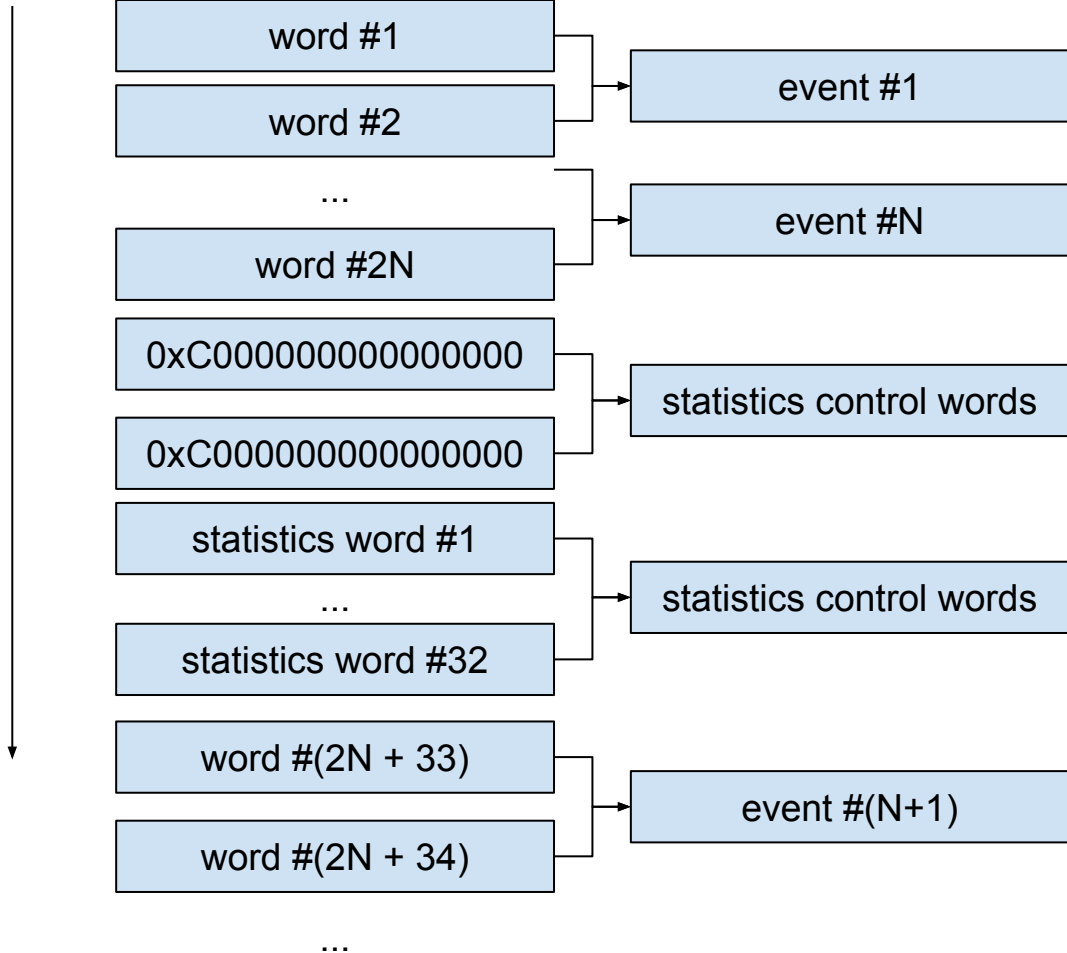 word #1
event #1
word #2
...
event #N
word #2N
0xC000000000000000
statistics control words
0xC000000000000000
statistics word #1
...
statistics control words
statistics word #32
word #(2N + 33)
event #(N+1)
word #(2N + 34)
...